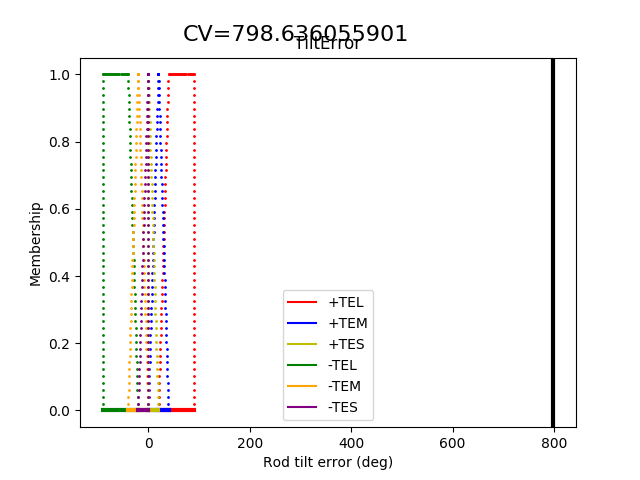 CV=798.636055901
TiltError
1.0
0.8
0.6
0.4
0.2
0.0
Membership
+TEL
+TEM
+TES
-TEL
-TEM
-TES
0
200
400
600
800
Rod tilt error (deg)